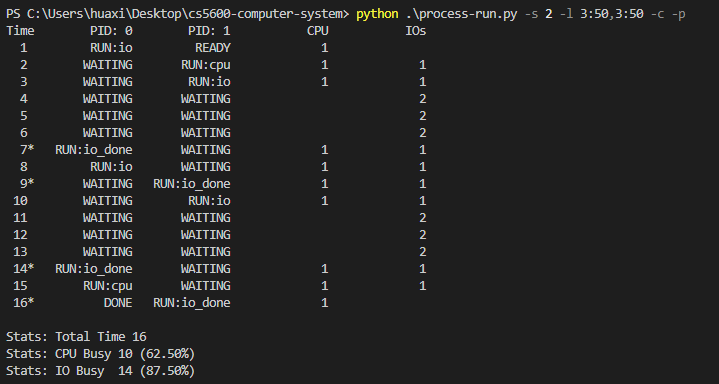 PS C:\Users\huaxi\Desktop\cs5600-computer-system> python .\process-run.py -s 2 -l 3:50,3:50 -c -p
Time        PID: 0        PID: 1           CPU           IOs
  1         RUN:io         READY             1
  2        WAITING       RUN:cpu             1             1
  3        WAITING        RUN:io             1             1
  4        WAITING       WAITING                           2
  5        WAITING       WAITING                           2
  6        WAITING       WAITING                           2
  7*   RUN:io_done       WAITING             1             1
  8         RUN:io       WAITING             1             1
  9*       WAITING   RUN:io_done             1             1
 10        WAITING        RUN:io             1             1
 11        WAITING       WAITING                           2
 12        WAITING       WAITING                           2
 13        WAITING       WAITING                           2
 14*   RUN:io_done       WAITING             1             1
 15        RUN:cpu       WAITING             1             1
 16*          DONE   RUN:io_done             1
Stats: Total Time 16
Stats: CPU Busy 10 (62.50%)
Stats: IO Busy  14 (87.50%)